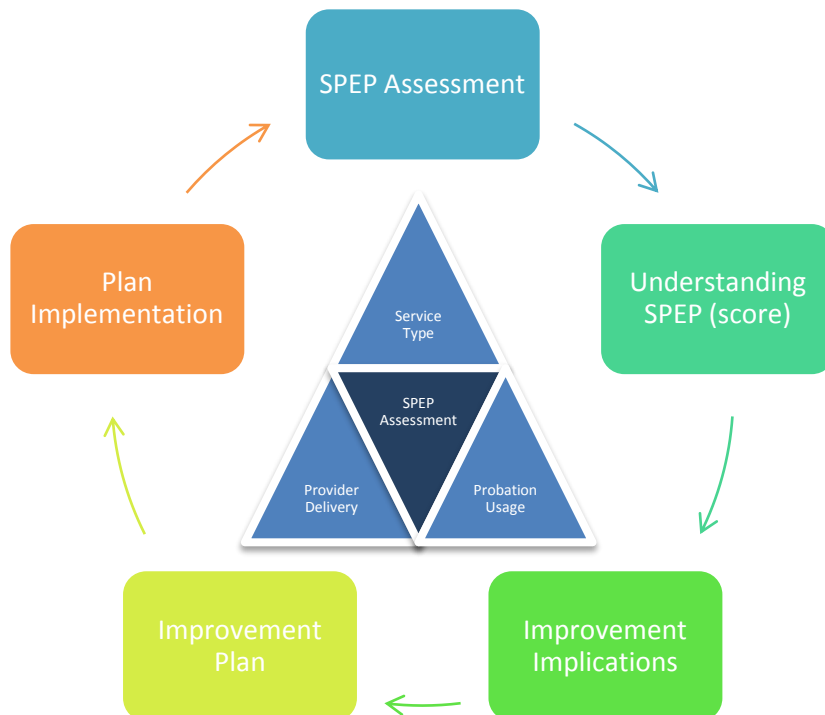 SPEP Assessment
Plan
Implementation
Understanding
SPEP (score)
Service
Type
SPEP
Assessment
Provider
Delivery
Probation
Usage
Improvement
Plan
Improvement
Implications